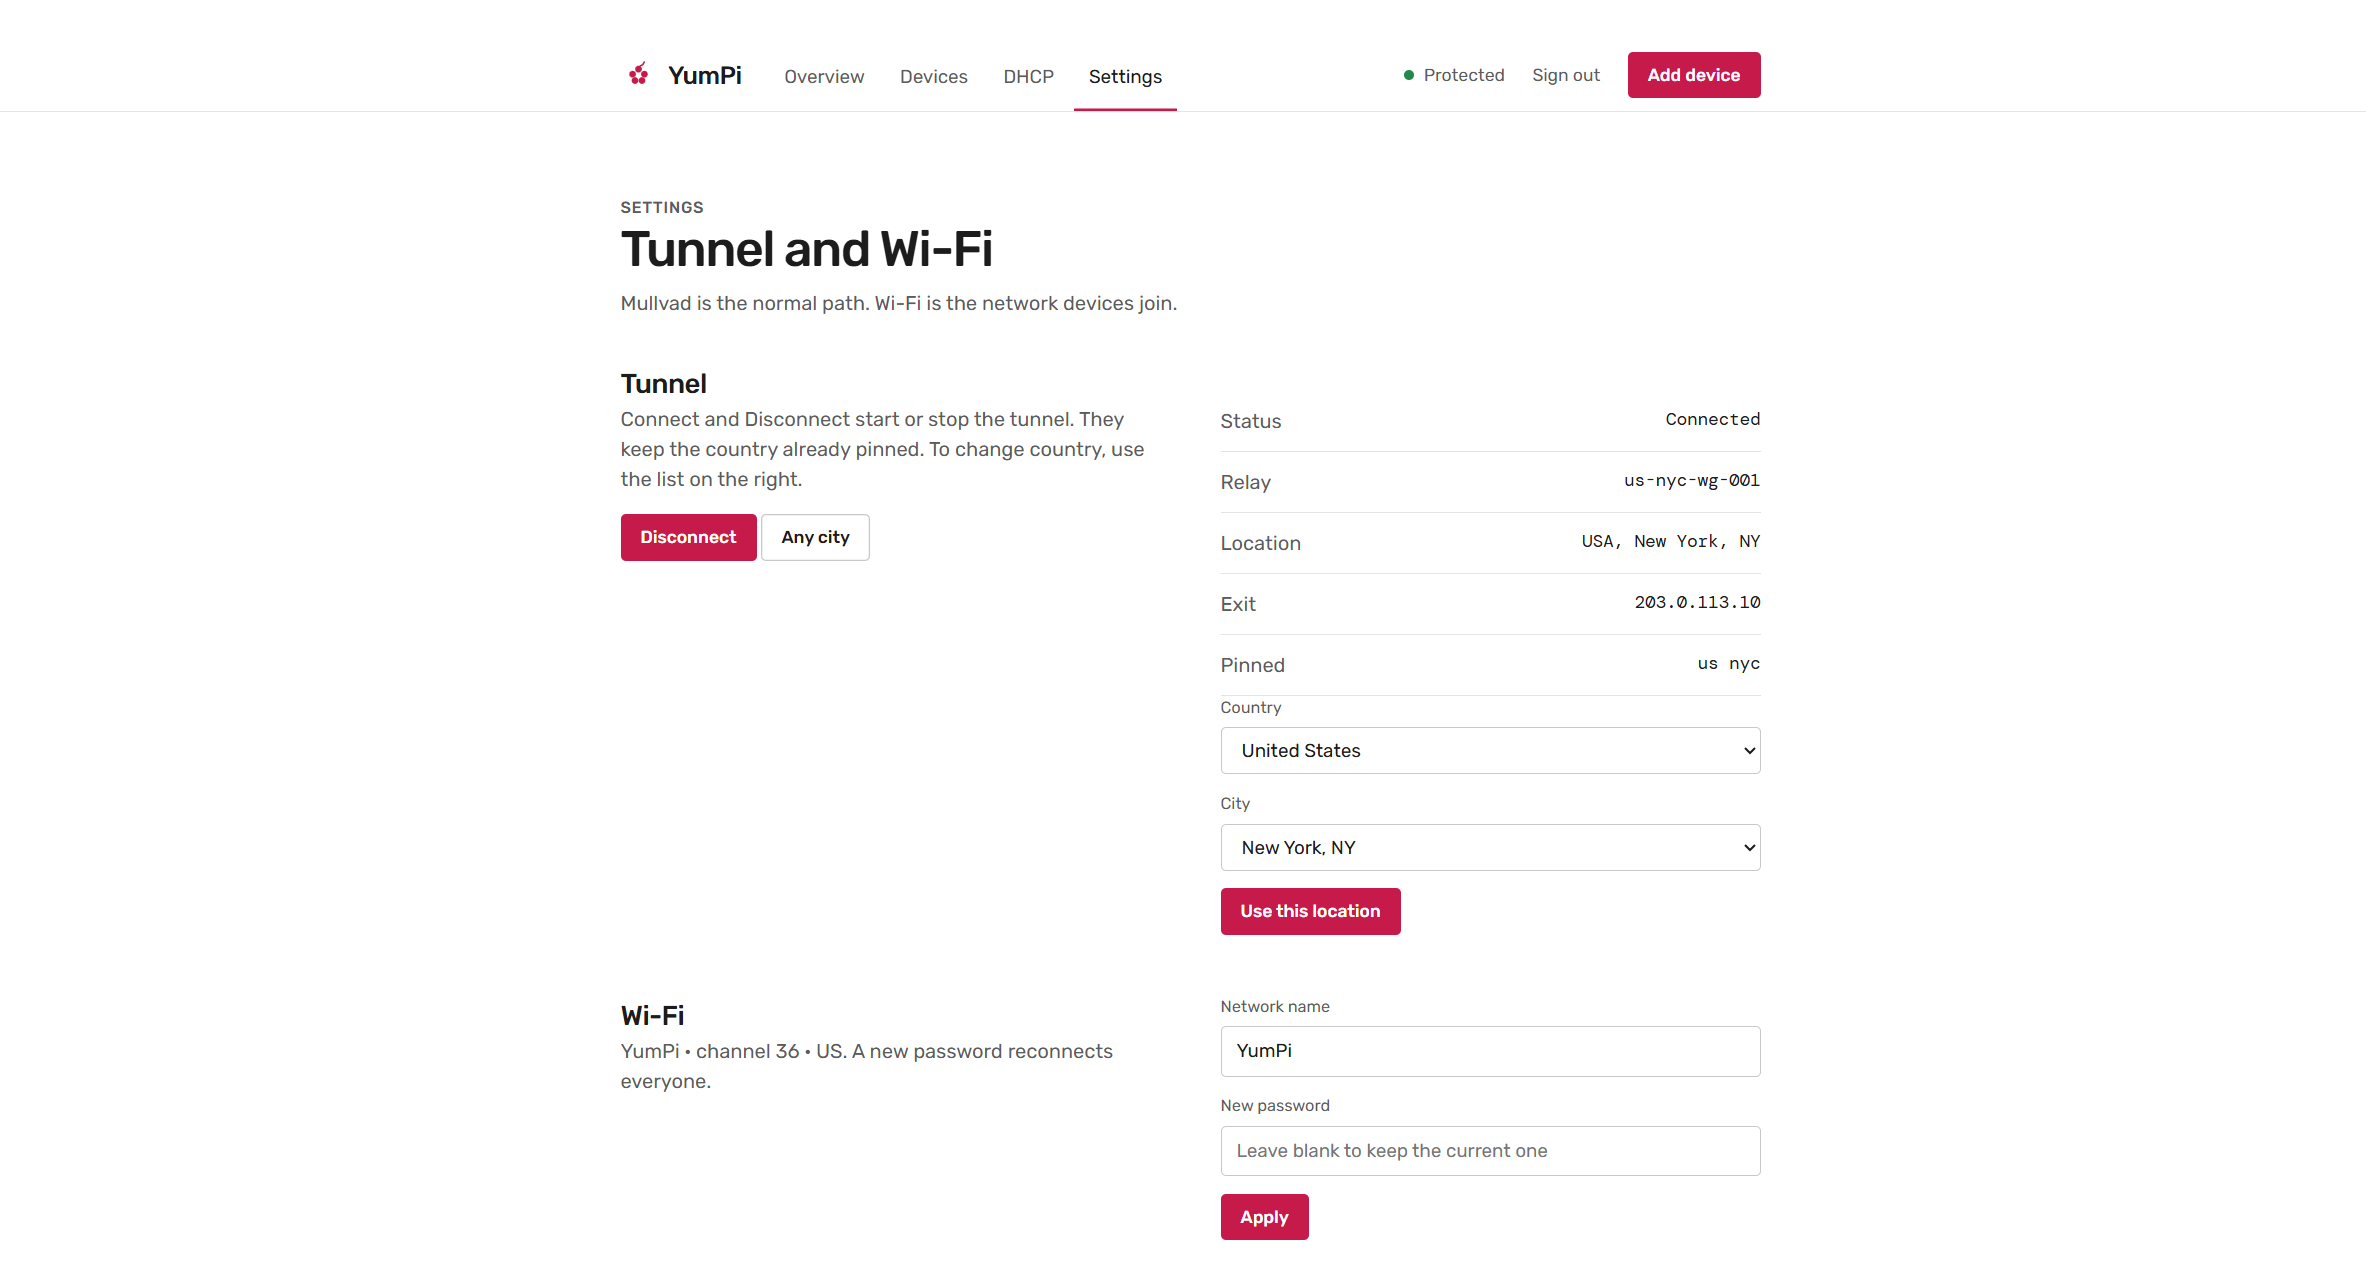 YumPi
Overview
Devices
DHCP
Settings
Protected
Sign out
Add device
SETTINGS
Tunnel and Wi-Fi
Mullvad is the normal path. Wi-Fi is the network devices join.
Tunnel
Connect and Disconnect start or stop the tunnel. They
keep the country already pinned. To change country, use
the list on the right.
Disconnect
Any city
Status Connected
Relay us-nyc-wg-001
Location USA, New York, NY
Exit 203.0.113.10
Pinned us nyc
Country
United States
City
New York, NY
Use this location
Wi-Fi
YumPi • channel 36 • US. A new password reconnects
everyone.
Network name
YumPi
New password
Leave blank to keep the current one
Apply